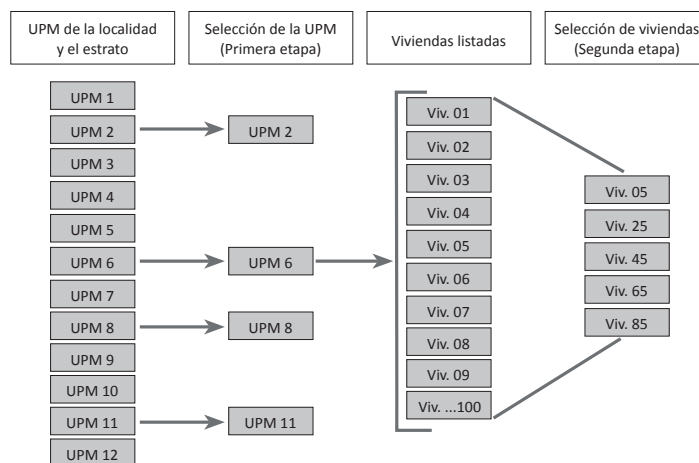 UPM de la localidad
y el estrato
Selección de la UPM
(Primera etapa)
Viviendas listadas
Selección de viviendas
(Segunda etapa)
UPM 1
UPM 2
UPM 3
UPM 4
UPM 5
UPM 6
UPM 7
UPM 8
UPM 9
UPM 10
UPM 11
UPM 12
UPM 2
UPM 6
UPM 8
UPM 11
Viv. 01
Viv. 02
Viv. 03
Viv. 04
Viv. 05
Viv. 06
Viv. 07
Viv. 08
Viv. 09
Viv. ...100
Viv. 05
Viv. 25
Viv. 45
Viv. 65
Viv. 85